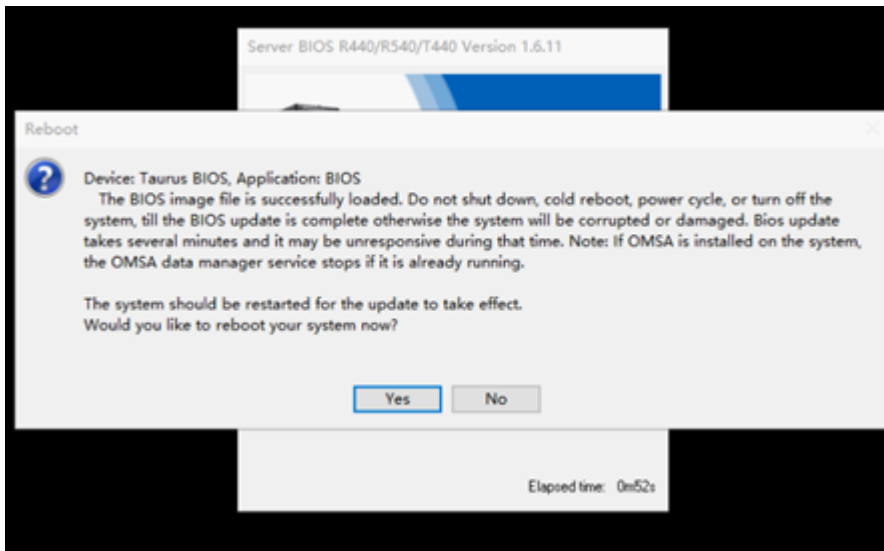 Server BIOS R440/R540/T440 Version 1.6.11
Reboot
Device: Taurus BIOS, Application: BIOS
The BIOS image file is successfully loaded. Do not shut down, cold reboot, power cycle, or turn off the
system, till the BIOS update is complete otherwise the system will be corrupted or damaged. Bios update
takes several minutes and it may be unresponsive during that time. Note: If OMSA is installed on the system,
the OMSA data manager service stops if it is already running.
The system should be restarted for the update to take effect.
Would you like to reboot your system now?
Yes No
Elapsed time: 0m52s